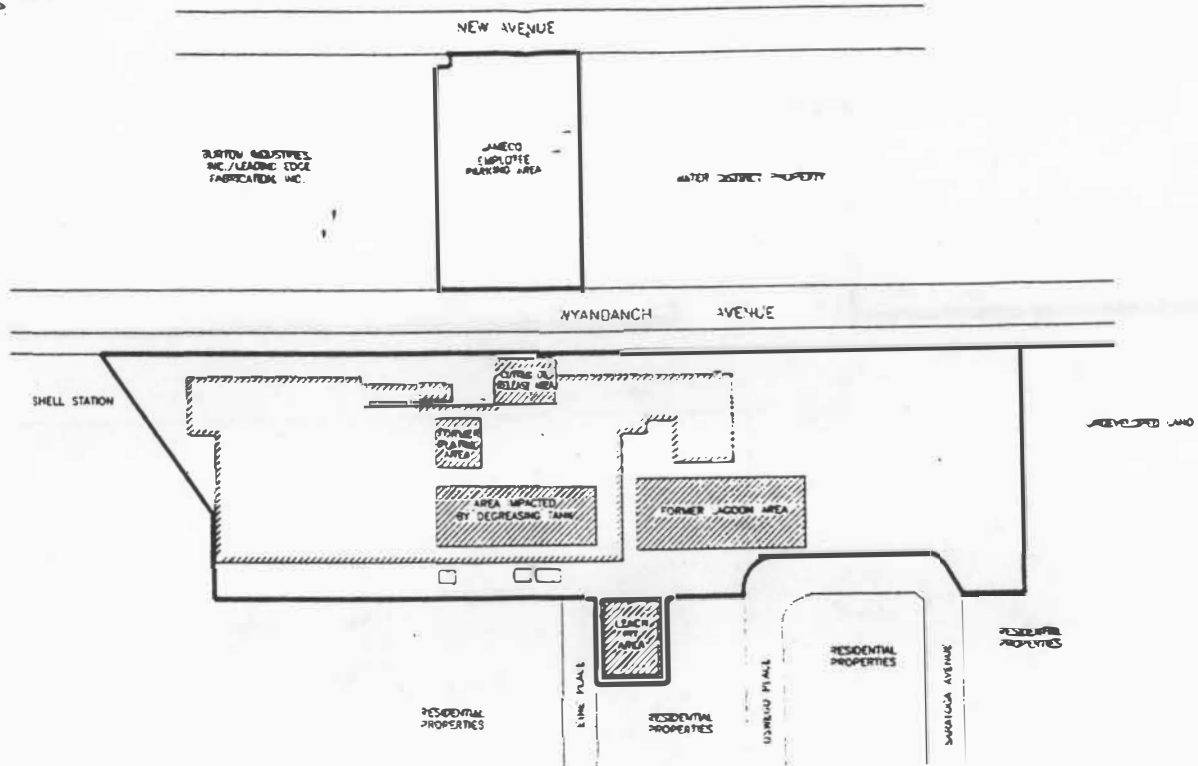 NEW AVENUE
BURTON INDUSTRIES,
INC./LEADING EDGE
FABRICATION, INC.
JAMECO
EMPLOYEE
PARKING AREA
WATER DISTRICT PROPERTY
WYANDANCH AVENUE
SHELL STATION
CUTTING OIL
RELEASE AREA
UNDEVELOPED LAND
FORMER
PLATING
AREA
AREA IMPACTED
BY DEGREASING TANK
FORMER LAGOON AREA
LEACH
PIT
AREA
RESIDENTIAL
PROPERTIES
RESIDENTIAL
PROPERTIES
RESIDENTIAL
PROPERTIES
RESIDENTIAL
PROPERTIES
PLACE
OSWEGO PLACE
SARATOGA AVENUE